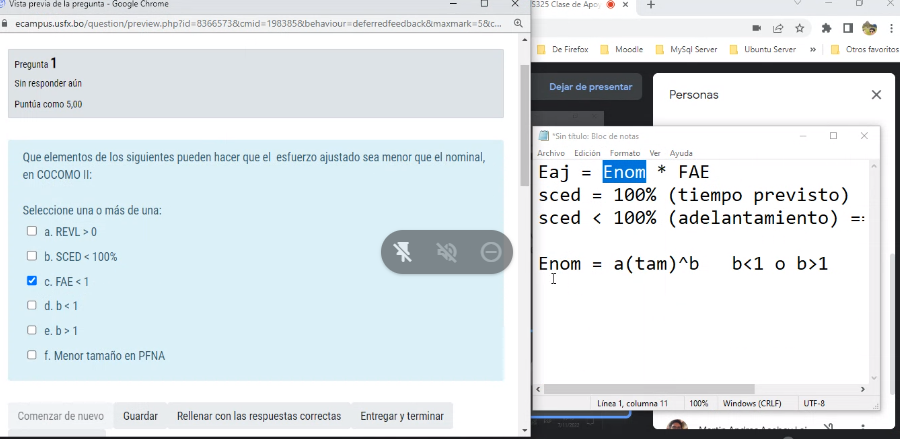 Vista previa de la pregunta - Google Chrome
ecampus.usfx.bo/question/preview.php?id=8366573&cmid=198385&behaviour=deferredfeedback&maxmark=5&c...
Pregunta 1
Sin responder aún
Puntúa como 5,00
Que elementos de los siguientes pueden hacer que el esfuerzo ajustado sea menor que el nominal,
en COCOMO II:
Seleccione una o más de una:
a. REVL > 0
b. SCED < 100%
c. FAE < 1
d. b < 1
e. b > 1
f. Menor tamaño en PFNA
Comenzar de nuevo Guardar Rellenar con las respuestas correctas Entregar y terminar
S325 Clase de Apoy
De Firefox Moodle MySql Server Ubuntu Server » Otros favoritos
Dejar de presentar
Personas
*Sin título: Bloc de notas
Archivo Edición Formato Ver Ayuda
Eaj = Enom * FAE
sced = 100% (tiempo previsto)
sced < 100% (adelantamiento) ==
Enom = a(tam)^b b<1 o b>1
Línea 1, columna 11 100% Windows (CRLF) UTF-8